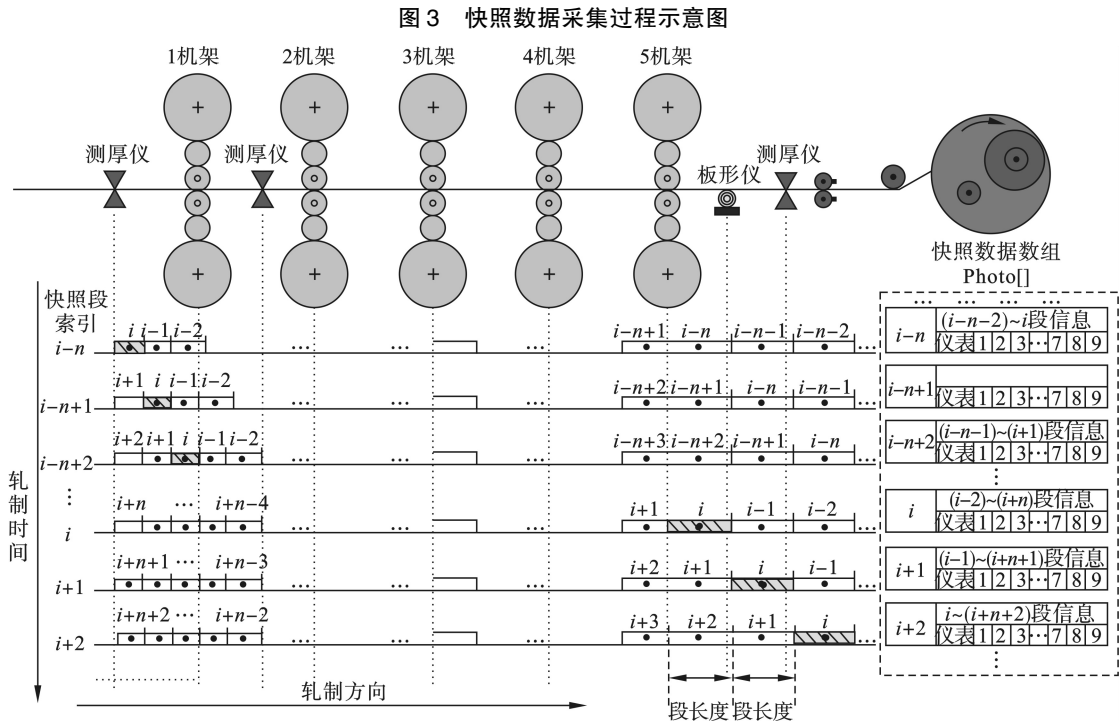 图 3 快照数据采集过程示意图
1机架 2机架 3机架 4机架 5机架
测厚仪 测厚仪 板形仪 测厚仪
快照数据数组
Photo[]
快照段
索引
轧制时间
i i-1 i-2 i-n+1 i-n i-n-1 i-n-2
i-n ... ... ...
... ... ... ...
i-n (i-n-2)~i段信息
仪表 1 2 3 ... 7 8 9
i+1 i i-1 i-2 i-n+2 i-n+1 i-n i-n-1
i-n+1 ... ... ...
i-n+1
仪表 1 2 3 ... 7 8 9
i+2 i+1 i i-1 i-2 i-n+3 i-n+2 i-n+1 i-n
i-n+2 ... ... ...
i-n+2 (i-n-1)~(i+1)段信息
仪表 1 2 3 ... 7 8 9
⋮ ⋮
i+n ... i+n-4 i+1 i i-1 i-2
i ... ... ...
i (i-2)~(i+n)段信息
仪表 1 2 3 ... 7 8 9
i+n+1 ... i+n-3 i+2 i+1 i i-1
i+1 ... ... ...
i+1 (i-1)~(i+n+1)段信息
仪表 1 2 3 ... 7 8 9
i+n+2 ... i+n-2 i+3 i+2 i+1 i
i+2 ... ... ...
i+2 i~(i+n+2)段信息
仪表 1 2 3 ... 7 8 9
⋮
轧制方向
段长度 段长度